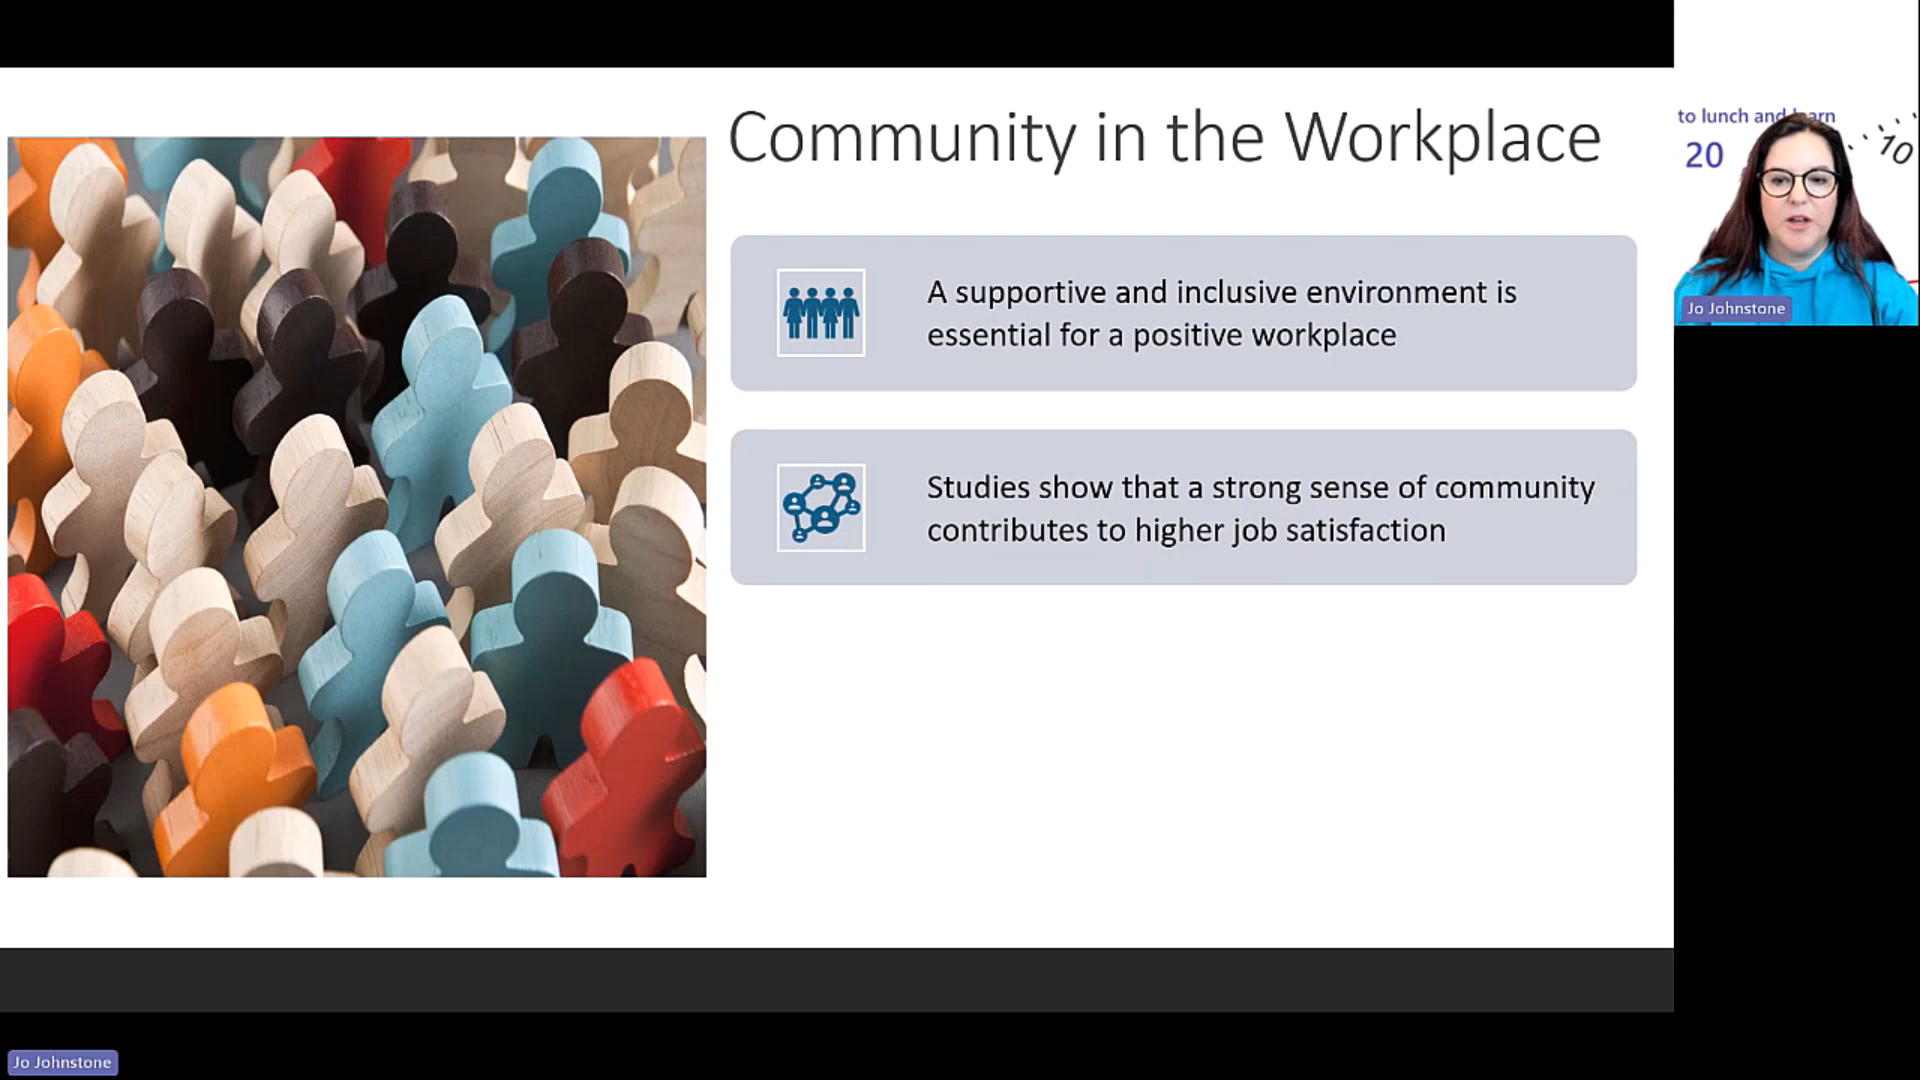 Community in the Workplace
A supportive and inclusive environment is
essential for a positive workplace
Studies show that a strong sense of community
contributes to higher job satisfaction
to lunch and
20
10
Jo Johnstone
Jo Johnstone